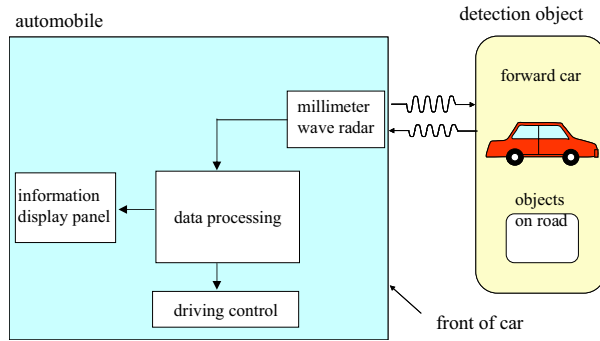 automobile
detection object
forward car
millimeter
wave radar
information
display panel
data processing
objects
on road
driving control
front of car